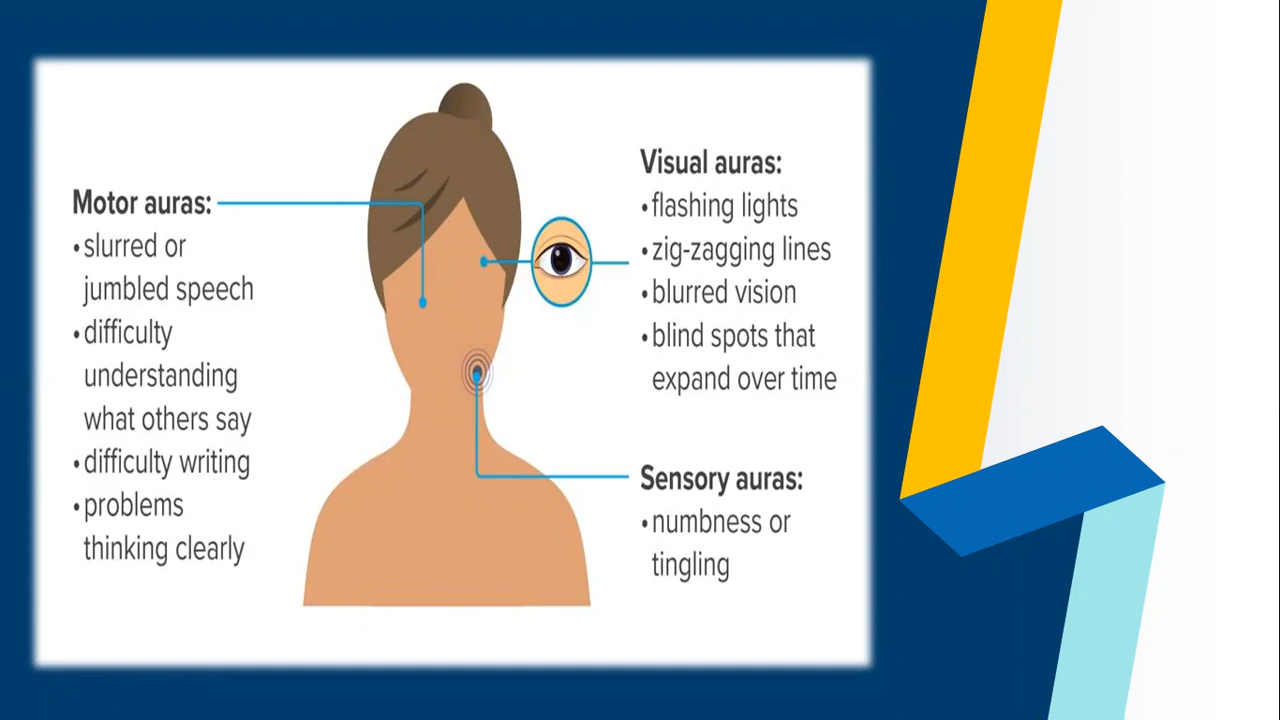 Motor auras:
• slurred or
jumbled speech
• difficulty
understanding
what others say
• difficulty writing
• problems
thinking clearly
Visual auras:
• flashing lights
• zig-zagging lines
• blurred vision
• blind spots that
expand over time
Sensory auras:
• numbness or
tingling